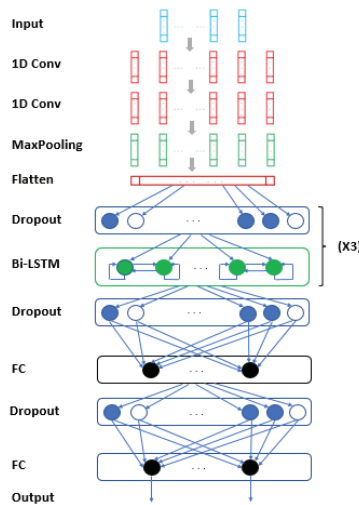 Input
1D Conv
1D Conv
MaxPooling
Flatten
Dropout
(X3)
Bi-LSTM
Dropout
FC
Dropout
FC
Output